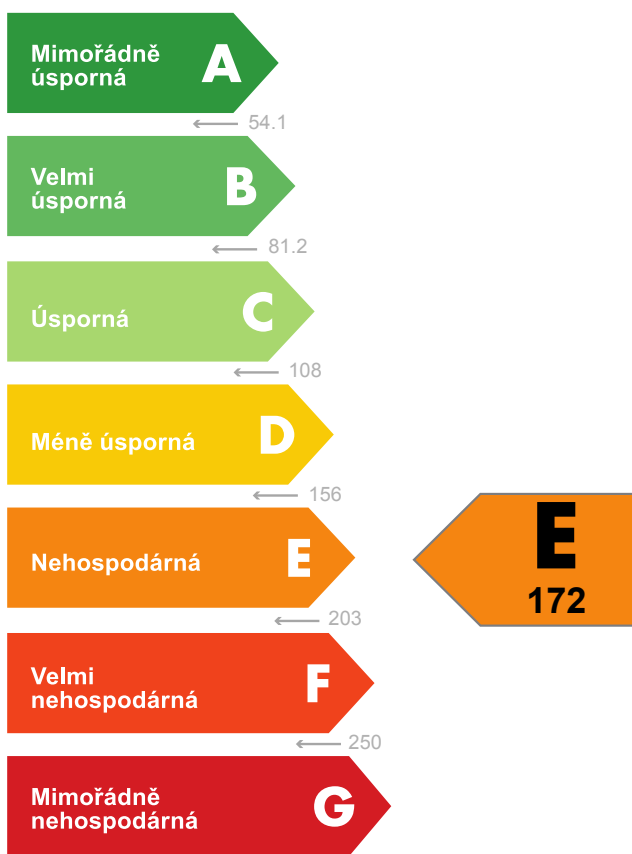 Mimořádně
úsporná
A
54.1
Velmi
úsporná
B
81.2
Úsporná
C
108
Méně úsporná
D
156
Nehospodárná
E
E
172
203
Velmi
nehospodárná
F
250
Mimořádně
nehospodárná
G